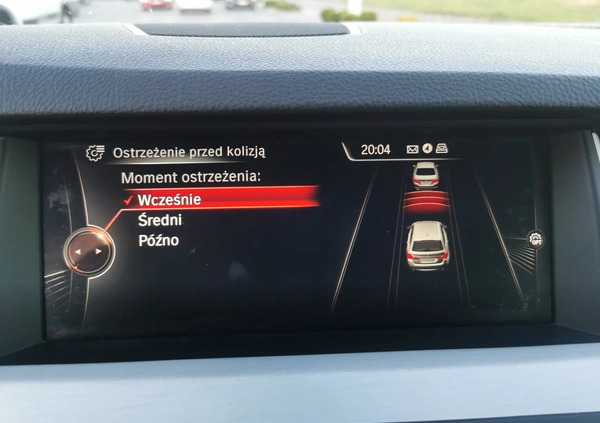 Ostrzeżenie przed kolizją
20:04
Moment ostrzeżenia:
Wcześnie
Średni
Późno